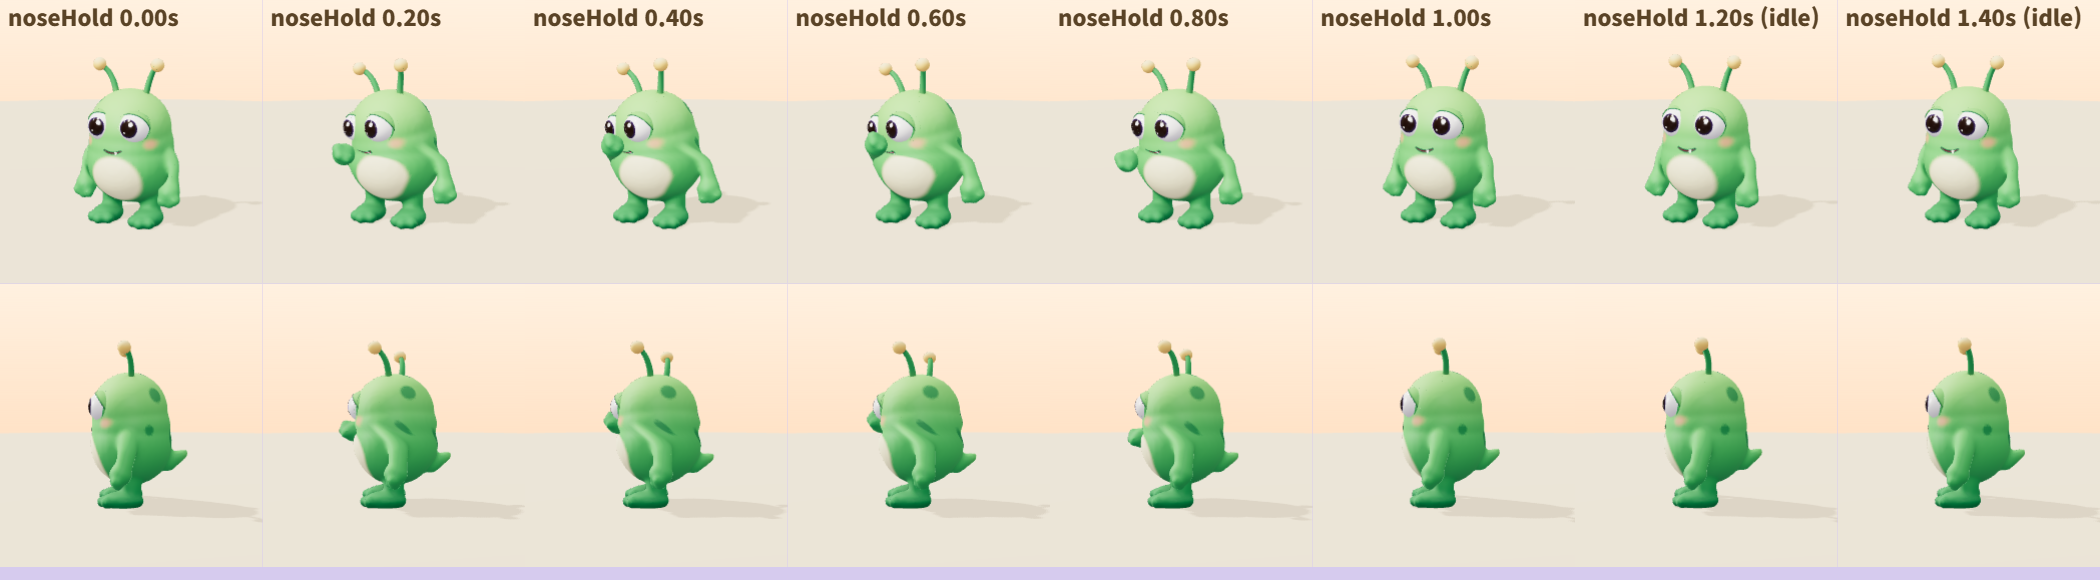 noseHold 0.00s
noseHold 0.20s
noseHold 0.40s
noseHold 0.60s
noseHold 0.80s
noseHold 1.00s
noseHold 1.20s (idle)
noseHold 1.40s (idle)